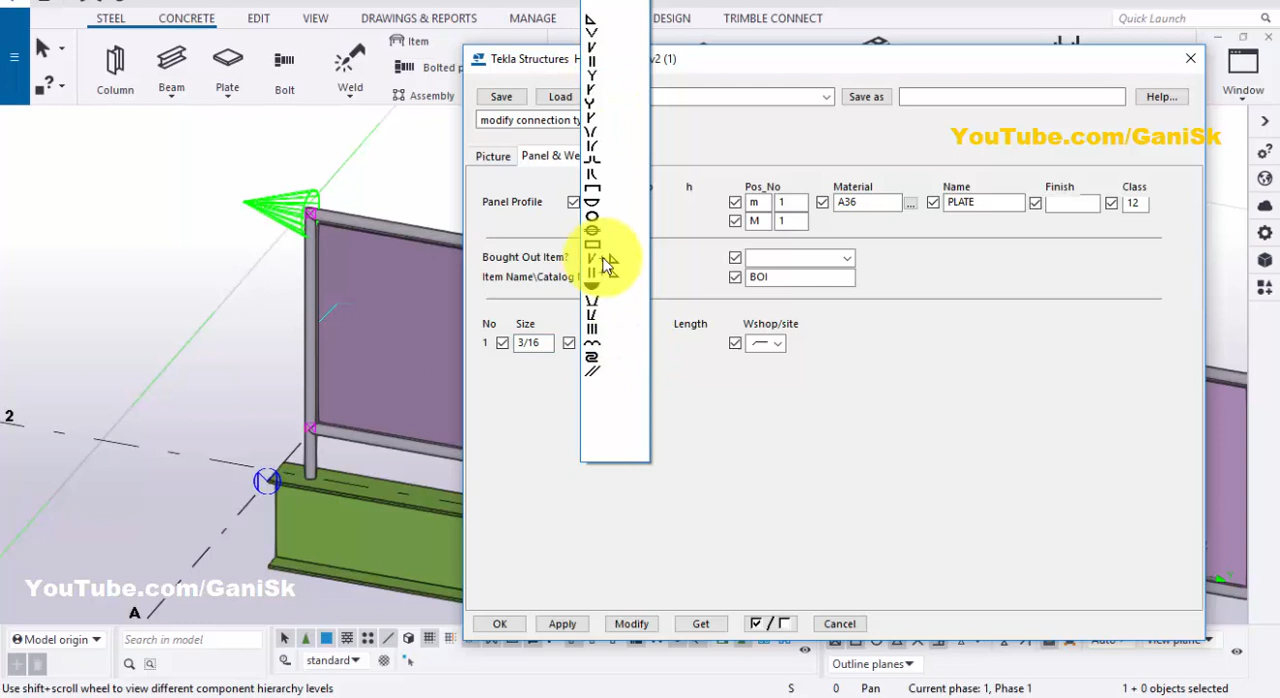 STEEL CONCRETE EDIT VIEW DRAWINGS & REPORTS MANAGE DESIGN TRIMBLE CONNECT Quick Launch
Item
Column Beam Plate Bolt Weld Bolted p Window
Assembly
Tekla Structures H v2 (1)
Save Load Save as Help...
modify connection ty
YouTube.com/GaniSk
Picture Panel & We
h Pos_No Material Name Finish Class
Panel Profile m 1 A36 ... PLATE 12
M 1
Bought Out Item?
Item Name\Catalog BOI
No Size Length Wshop/site
1 3/16
2
YouTube.com/GaniSk
A
OK Apply Modify Get / Cancel
Model origin Search in model Auto View plane
standard Outline planes
Use shift+scroll wheel to view different component hierarchy levels S 0 Pan Current phase: 1, Phase 1 1 + 0 objects selected